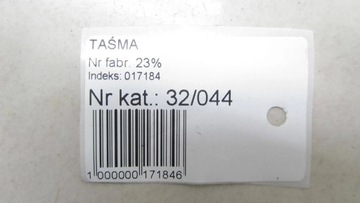 TAŚMA
Nr fabr. 23%
Indeks: 017184
Nr kat.: 32/044
1 000000 171846